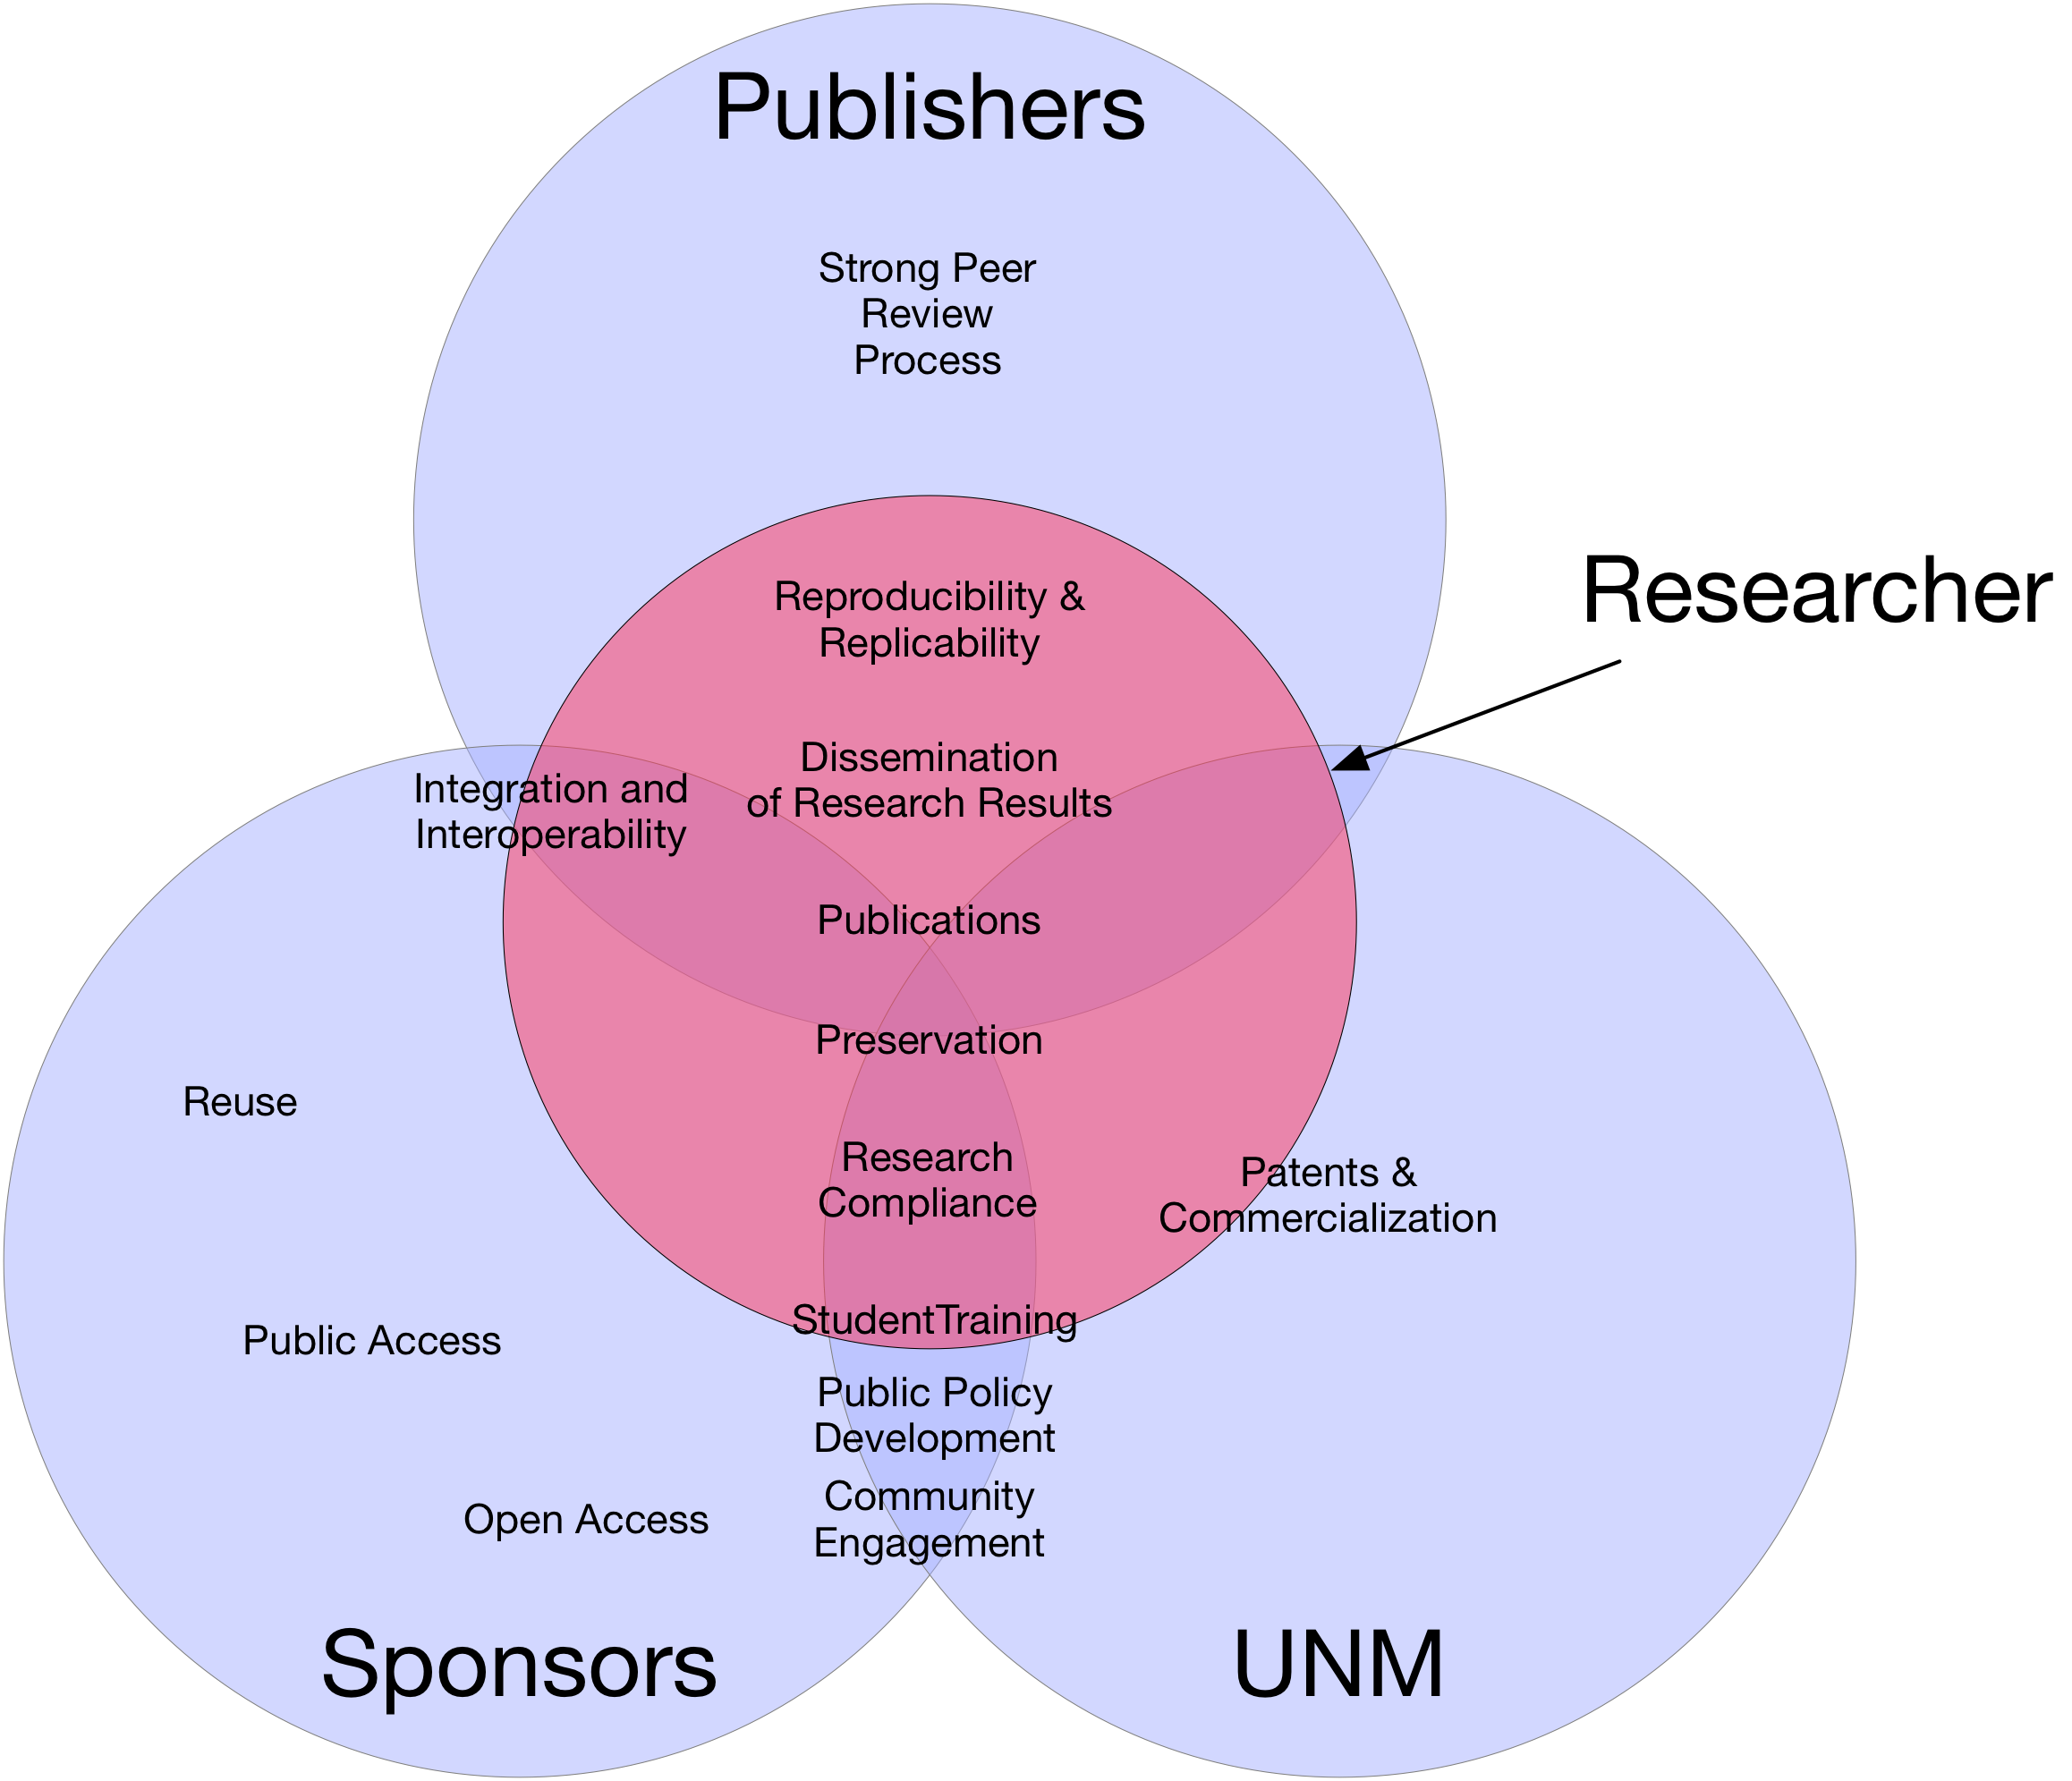 Publishers
Strong Peer
Review
Process
Researcher
Reproducibility &
Replicability
Dissemination
of Research Results
Integration and
Interoperability
Publications
Preservation
Reuse
Research
Compliance
Patents &
Commercialization
StudentTraining
Public Access
Public Policy
Development
Community
Engagement
Open Access
Sponsors
UNM